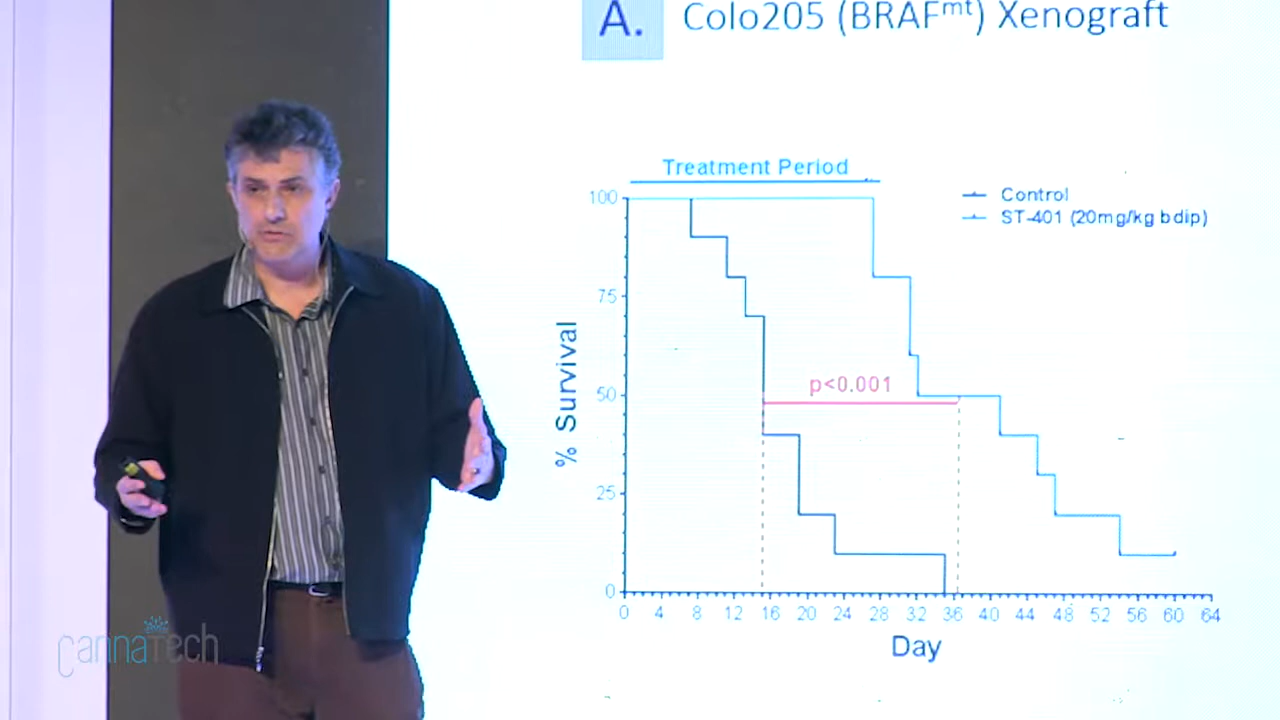 A. Colo205 (BRAFᵐᵗ) Xenograft
Treatment Period
Control
ST-401 (20mg/kg bdip)
p<0.001
% Survival
100
75
50
25
0
0 4 8 12 16 20 24 28 32 36 40 44 48 52 56 60 64
Day
cannaTech